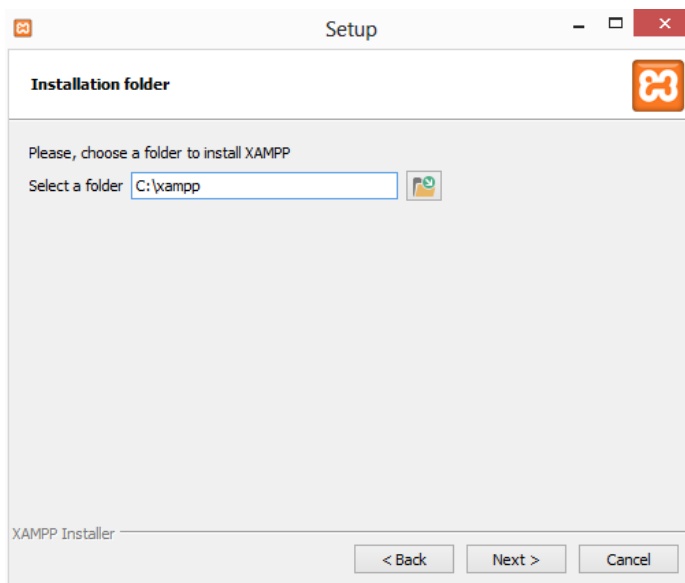 Setup
Installation folder
Please, choose a folder to install XAMPP
Select a folder C:\xampp
XAMPP Installer
< Back Next > Cancel